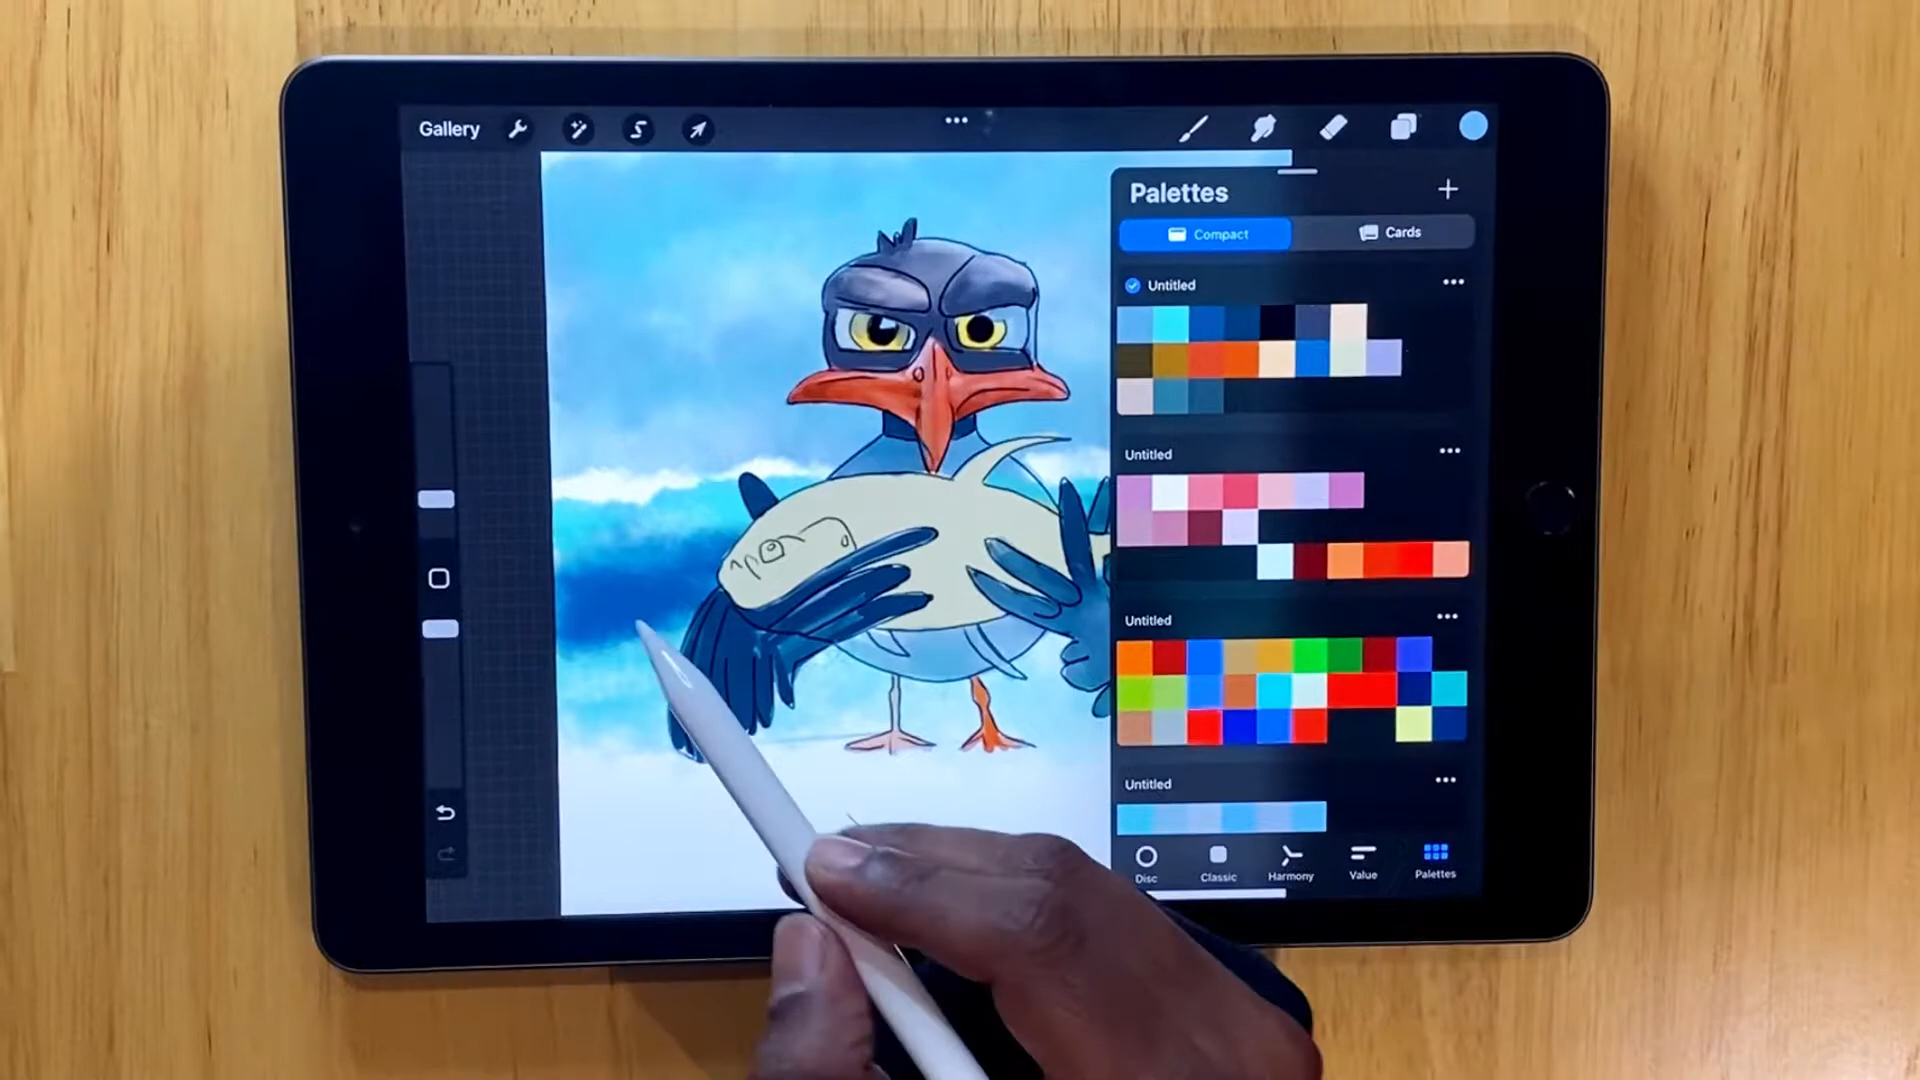 Gallery
Palettes
Compact
Cards
Untitled
Untitled
Untitled
Untitled
Disc
Classic
Harmony
Value
Palettes